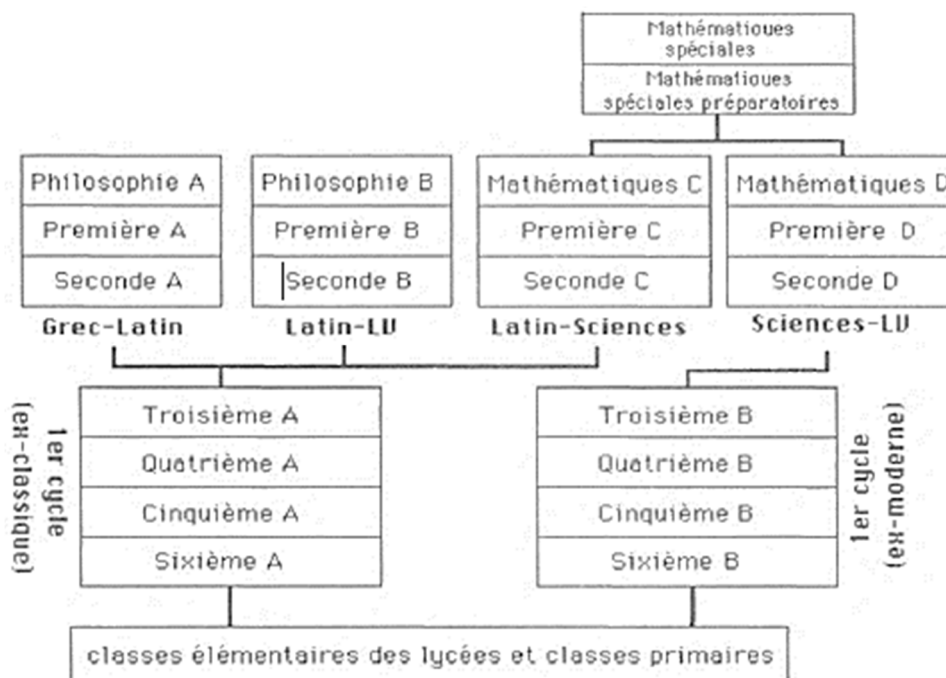 Mathématiques
spéciales
Mathématiques
spéciales préparatoires
Philosophie A
Première A
Seconde A
Grec-Latin
Philosophie B
Première B
Seconde B
Latin-LV
Mathématiques C
Première C
Seconde C
Latin-Sciences
Mathématiques D
Première D
Seconde D
Sciences-LV
1er cycle
(ex-classique)
Troisième A
Quatrième A
Cinquième A
Sixième A
Troisième B
Quatrième B
Cinquième B
Sixième B
1er cycle
(ex-moderne)
classes élémentaires des lycées et classes primaires